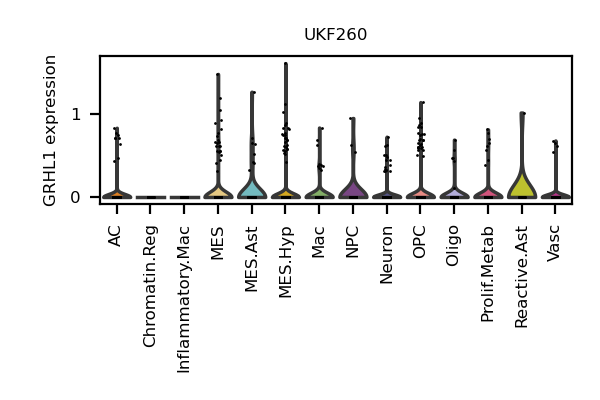 UKF260
GRHL1 expression
1
0
AC
Chromatin.Reg
Inflammatory.Mac
MES
MES.Ast
MES.Hyp
Mac
NPC
Neuron
OPC
Oligo
Prolif.Metab
Reactive.Ast
Vasc